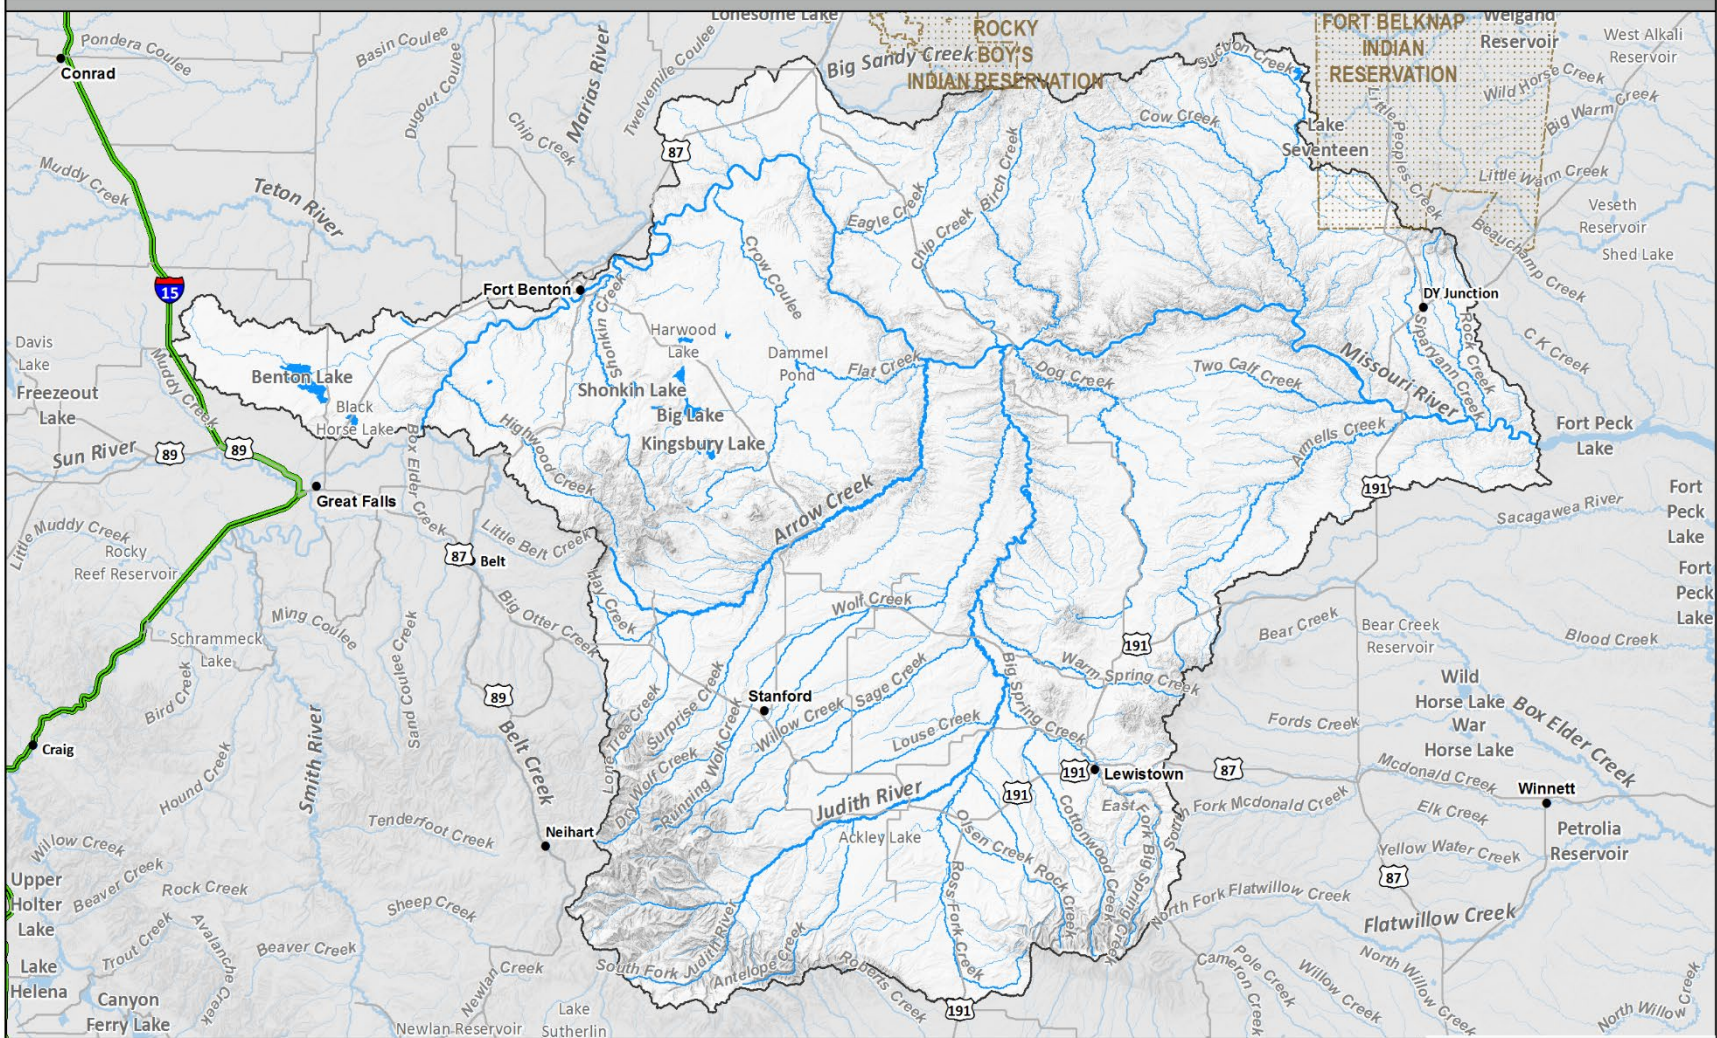 Lonesome Lake
ROCKY
BOY'S
INDIAN RESERVATION
FORT BELKNAP
INDIAN
RESERVATION
Weigand
Reservoir
West Alkali
Reservoir
Pondera Coulee
Conrad
Basin Coulee
Dugout Coulee
Marias River
Twelvemile Coulee
Big Sandy Creek
Suction Creek
Wild Horse Creek
Big Warm Creek
Chip Creek
87
Cow Creek
Lake
Seventeen
Little Peoples Creek
Little Warm Creek
Muddy Creek
Teton River
Eagle Creek
Chip Creek
Birch Creek
Veseth
Reservoir
Shed Lake
Beauchamp Creek
Crow Coulee
15
Fort Benton
Shonkin Creek
DY Junction
Harwood
Lake
Dammel
Pond
Siparyann Creek
Rock Creek
C K Creek
Davis
Lake
Freezeout
Lake
Muddy Creek
Benton Lake
Black
Horse Lake
Shonkin Lake
Big Lake
Kingsbury Lake
Flat Creek
Dog Creek
Two Calf Creek
Missouri River
Fort Peck
Lake
Sun River
89
89
Box Elder Creek
Highwood Creek
Armells Creek
191
Great Falls
Arrow Creek
Sacagawea River
Fort
Peck
Lake
Little Muddy Creek
Rocky
Reef Reservoir
87
Belt
Little Belt Creek
Fort
Peck
Lake
Hay Creek
Big Otter Creek
Wolf Creek
Ming Coulee
Schrammeck
Lake
Sand Coulee Creek
191
Bear Creek
Bear Creek
Reservoir
Blood Creek
Bird Creek
89
Lone Tree Creek
Surprise Creek
Stanford
Willow Creek
Sage Creek
Big Spring Creek
Warm Spring Creek
Wild
Horse Lake
War
Horse Lake
Box Elder Creek
Fords Creek
Craig
Smith River
Belt Creek
Louse Creek
Hound Creek
Dry Wolf Creek
Running Wolf Creek
191
Lewistown
87
Mcdonald Creek
Winnett
Judith River
191
Ackley Lake
East
Fork Big Spring Creek
South
Fork Mcdonald Creek
Elk Creek
Petrolia
Reservoir
Tenderfoot Creek
Neihart
Willow Creek
Olsen Creek
Cottonwood Creek
Yellow Water Creek
87
Upper
Holter
Lake
Beaver Creek
Rock Creek
Sheep Creek
Ross Fork Creek
Rock Creek
North Fork Flatwillow Creek
Flatwillow Creek
Trout Creek
Avalanche Creek
Beaver Creek
South Fork Judith River
Antelope Creek
Roberts Creek
Lake
Helena
Canyon
Ferry Lake
Newlan Creek
Newlan Reservoir
Lake
Sutherlin
191
Cameron Creek
Pole Creek
Willow Creek
North Willow Creek
North Willow Creek